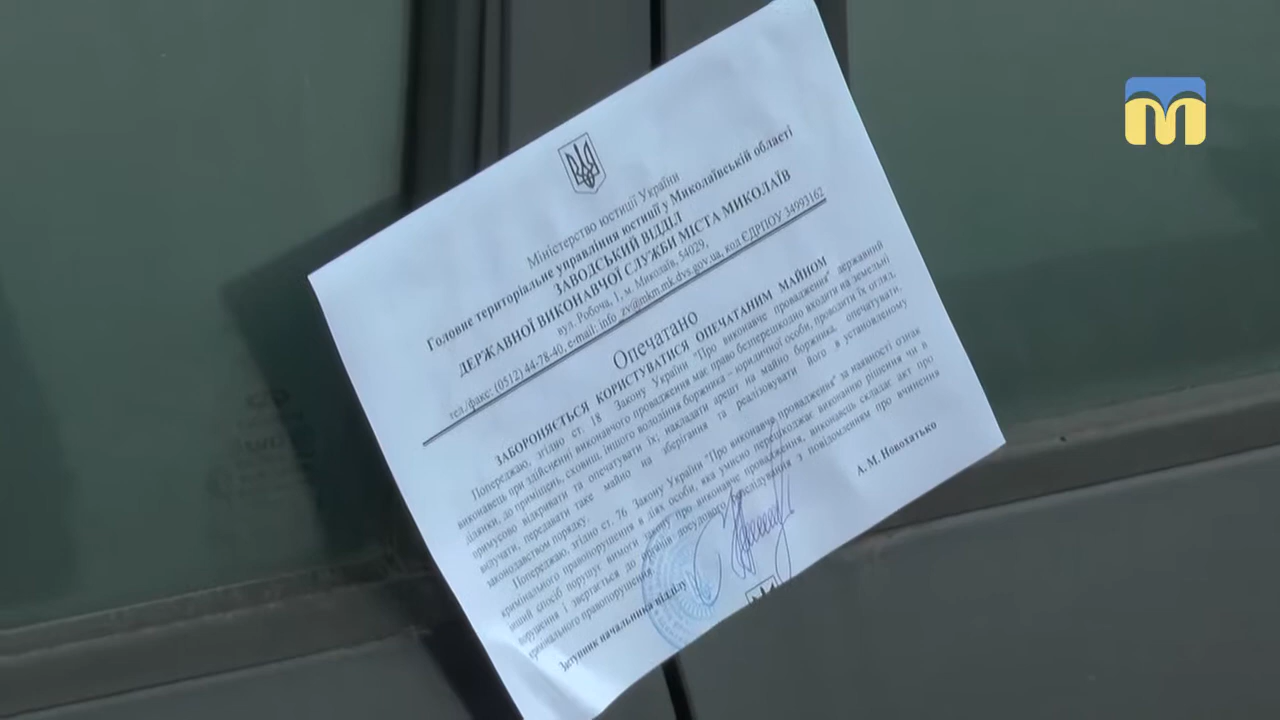 Міністерство юстиції України
Головне територіальне управління юстиції у Миколаївській області
ЗАВОДСЬКИЙ ВІДДІЛ
ДЕРЖАВНОЇ ВИКОНАВЧОЇ СЛУЖБИ МІСТА МИКОЛАЇВ
вул. Робоча, 1, м. Миколаїв, 54029,
тел./факс: (0512) 44-78-40, e-mail: info_zv@mkm.mk.dvs.gov.ua, код ЄДРПОУ 34993162
Опечатано
ЗАБОРОНЯЄТЬСЯ КОРИСТУВАТИСЯ ОПЕЧАТАНИМ МАЙНОМ
Попереджаю, згідно ст. 18 Закону України "Про виконавче провадження" державний
виконавець при здійсненні виконавчого провадження має право безперешкодно входити на земельні
ділянки, до приміщень, сховищ, іншого володіння боржника – юридичної особи, проводити їх огляд,
примусово відкривати та опечатувати їх; накладати арешт на майно боржника, опечатувати,
вилучати, передавати таке майно на зберігання та реалізовувати його в установленому
законодавством порядку.
Попереджаю, згідно ст. 76 Закону України "Про виконавче провадження" за наявності ознак
кримінального правопорушення в діях особи, яка умисно перешкоджає виконанню рішення чи в
інший спосіб порушує вимоги закону про виконавче провадження, виконавець складає акт про
порушення і звертається до органів досудового розслідування з повідомленням про вчинення
кримінального правопорушення
Заступник начальника відділу
А. М. Новохатько
M